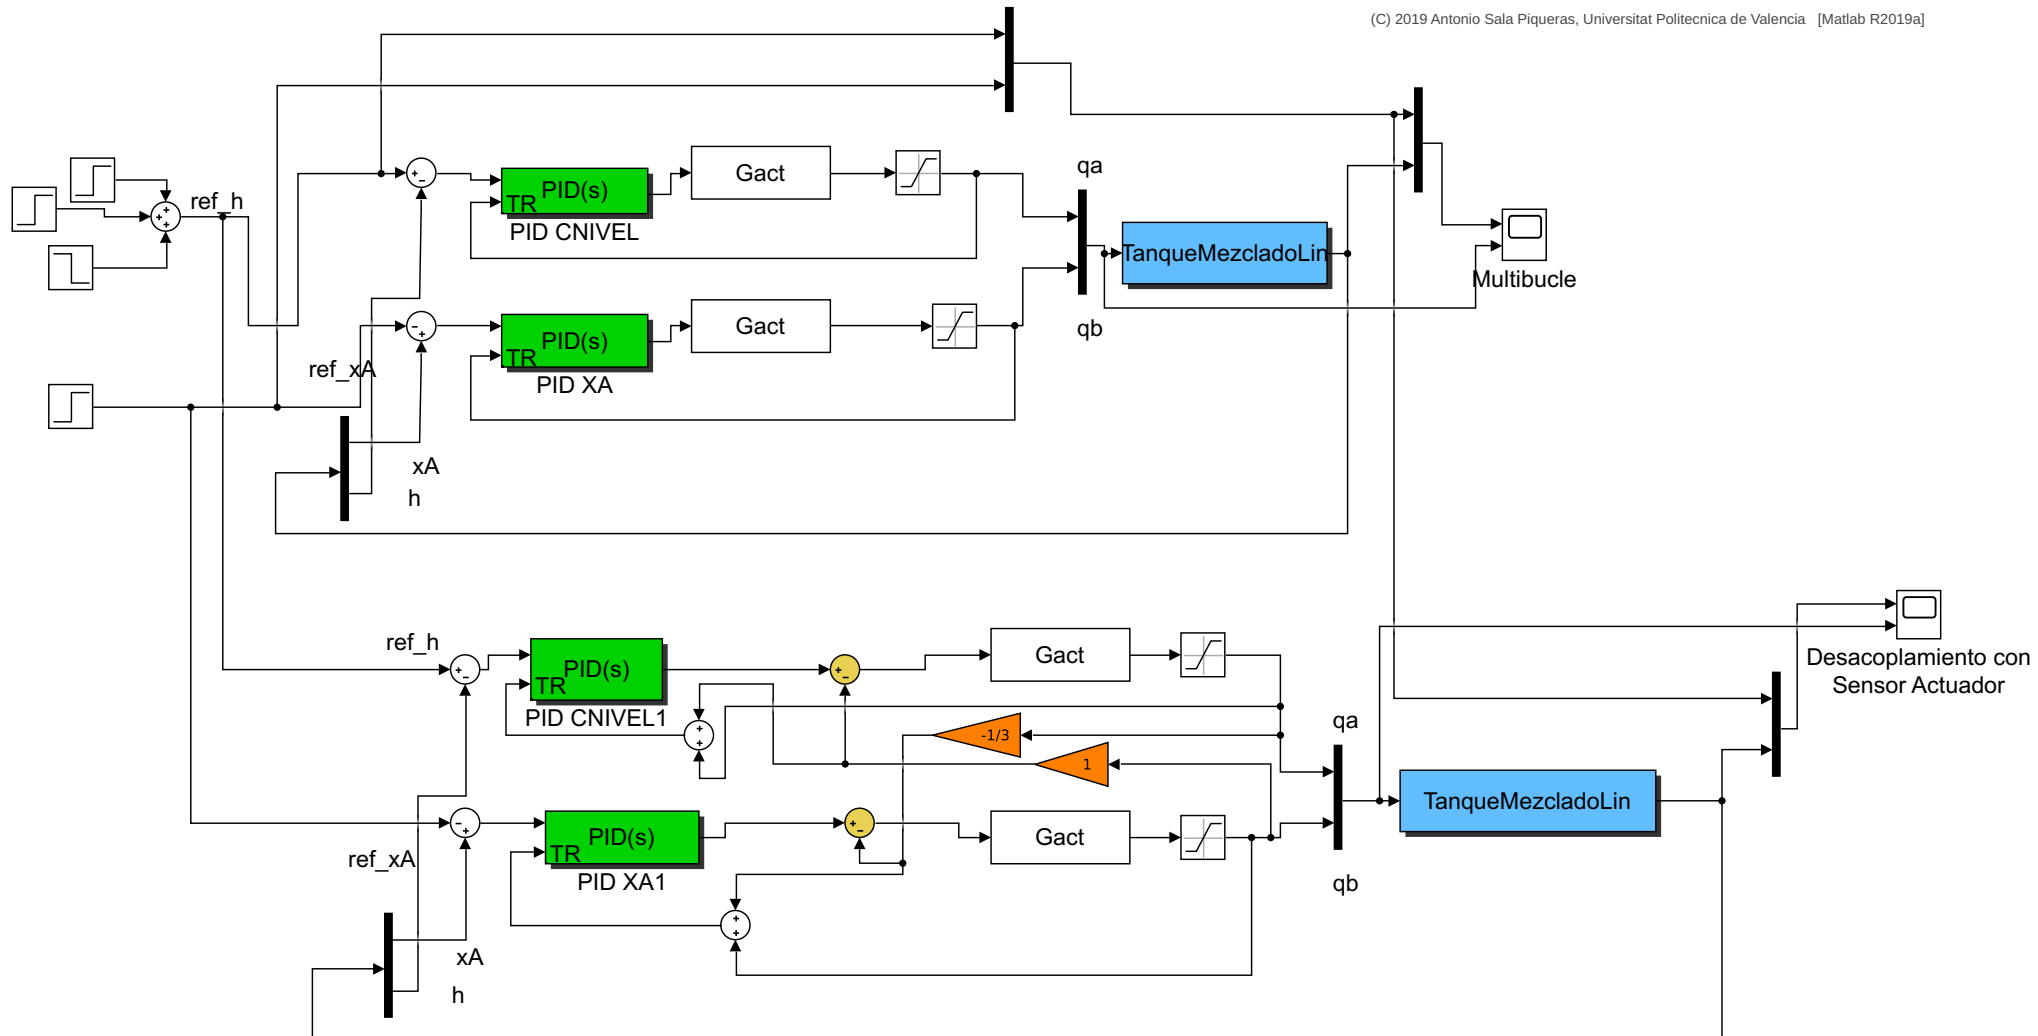 (C) 2019 Antonio Sala Piqueras, Universitat Politecnica de Valencia [Matlab R2019a]
ref_h
PID(s)
TR
PID CNIVEL
Gact
qa
TanqueMezcladoLin
Multibucle
ref_xA
PID(s)
TR
PID XA
Gact
qb
xA
h
ref_h
PID(s)
TR
PID CNIVEL1
Gact
Desacoplamiento con
Sensor Actuador
-1/3
1
qa
TanqueMezcladoLin
ref_xA
PID(s)
TR
PID XA1
Gact
qb
xA
h